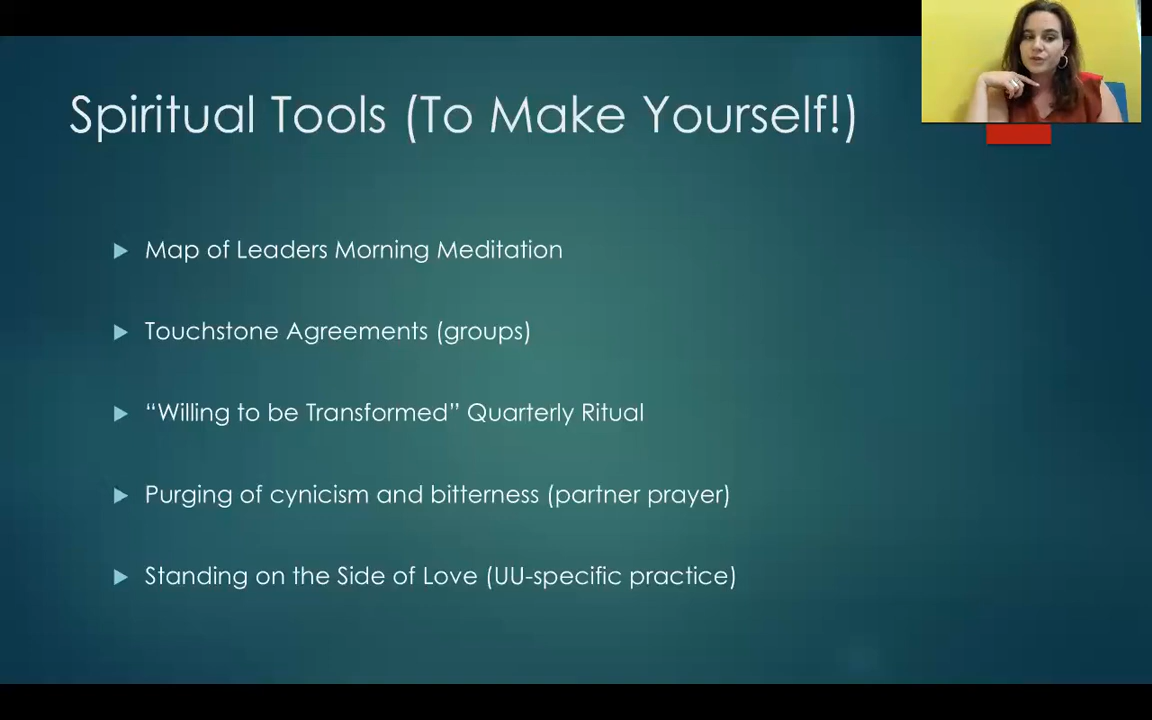 Spiritual Tools (To Make Yourself!)
Map of Leaders Morning Meditation
Touchstone Agreements (groups)
“Willing to be Transformed” Quarterly Ritual
Purging of cynicism and bitterness (partner prayer)
Standing on the Side of Love (UU-specific practice)